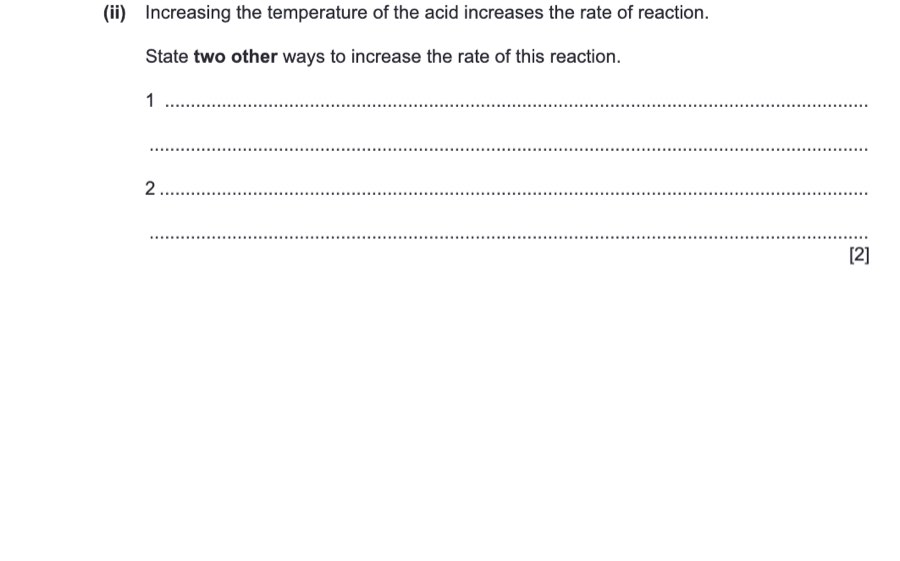 (ii) Increasing the temperature of the acid increases the rate of reaction.
State two other ways to increase the rate of this reaction.
1 ................................................................................
................................................................................
2 ................................................................................
................................................................................
[2]